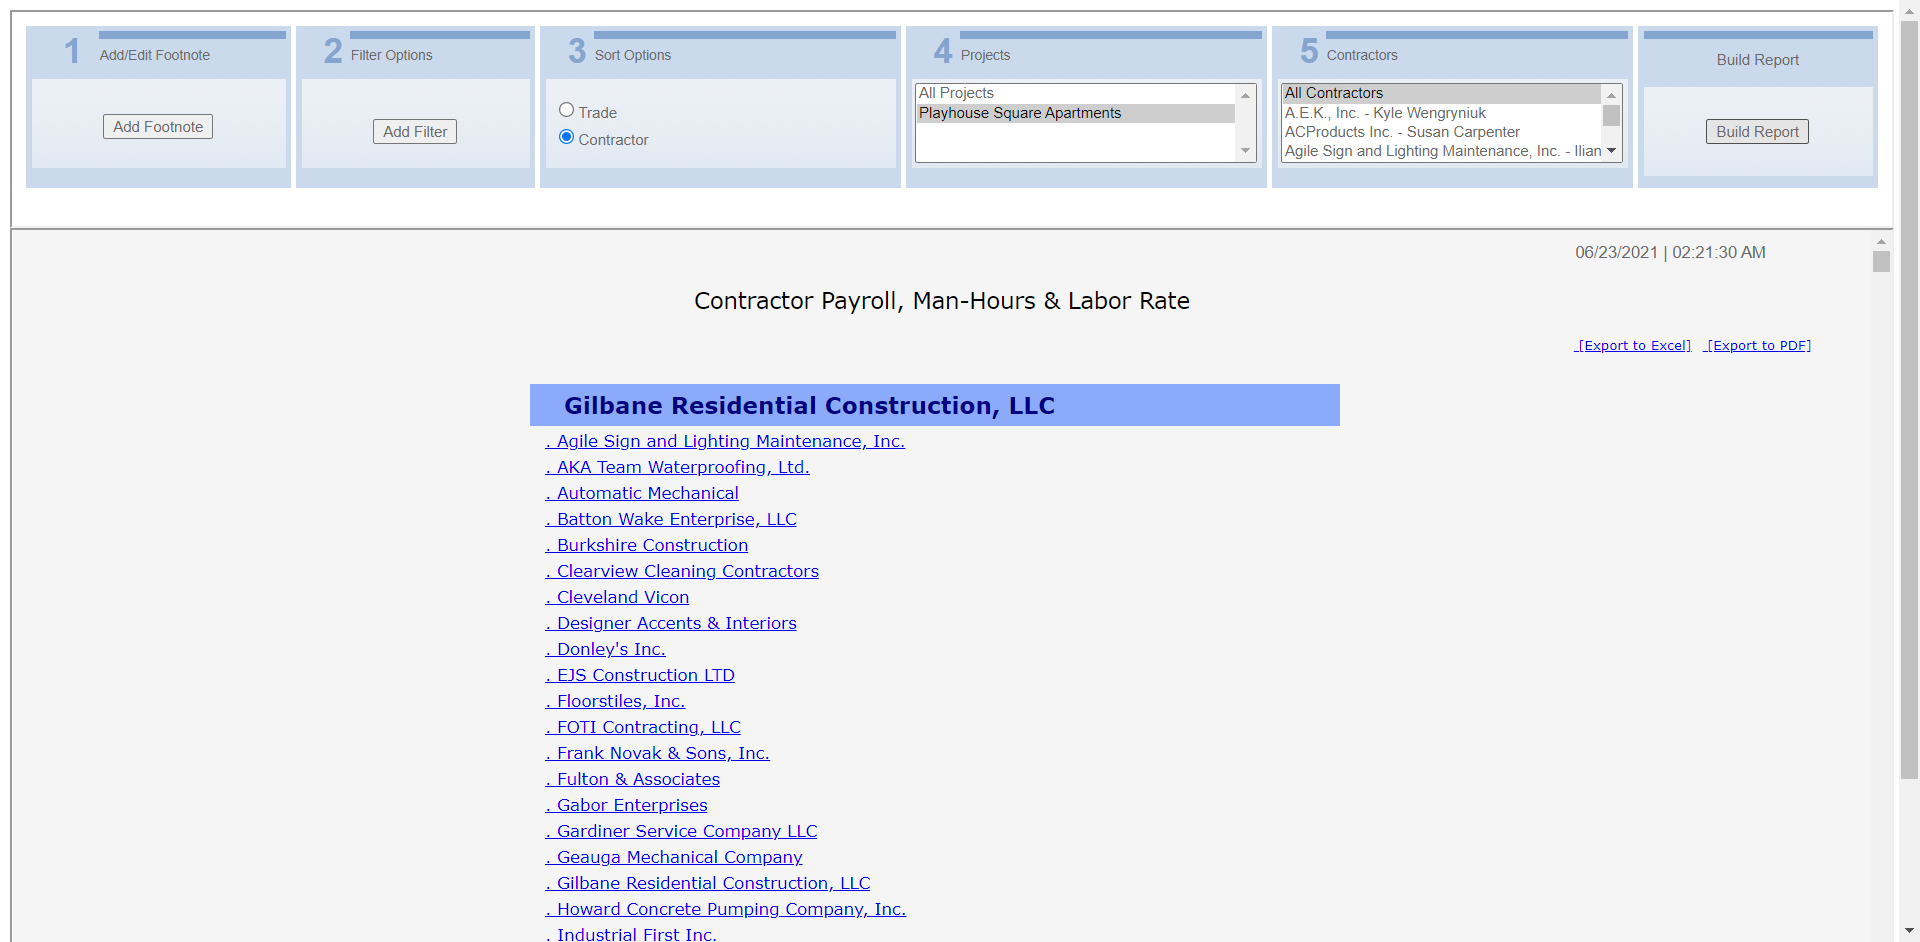 1 Add/Edit Footnote
Add Footnote
2 Filter Options
Add Filter
3 Sort Options
Trade
Contractor
4 Projects
All Projects
Playhouse Square Apartments
5 Contractors
All Contractors
A.E.K., Inc. - Kyle Wengryniuk
ACProducts Inc. - Susan Carpenter
Agile Sign and Lighting Maintenance, Inc. - Ilian
Build Report
Build Report
06/23/2021 | 02:21:30 AM
Contractor Payroll, Man-Hours & Labor Rate
[Export to Excel] [Export to PDF]
Gilbane Residential Construction, LLC
. Agile Sign and Lighting Maintenance, Inc.
. AKA Team Waterproofing, Ltd.
. Automatic Mechanical
. Batton Wake Enterprise, LLC
. Burkshire Construction
. Clearview Cleaning Contractors
. Cleveland Vicon
. Designer Accents & Interiors
. Donley's Inc.
. EJS Construction LTD
. Floorstiles, Inc.
. FOTI Contracting, LLC
. Frank Novak & Sons, Inc.
. Fulton & Associates
. Gabor Enterprises
. Gardiner Service Company LLC
. Geauga Mechanical Company
. Gilbane Residential Construction, LLC
. Howard Concrete Pumping Company, Inc.
. Industrial First Inc.